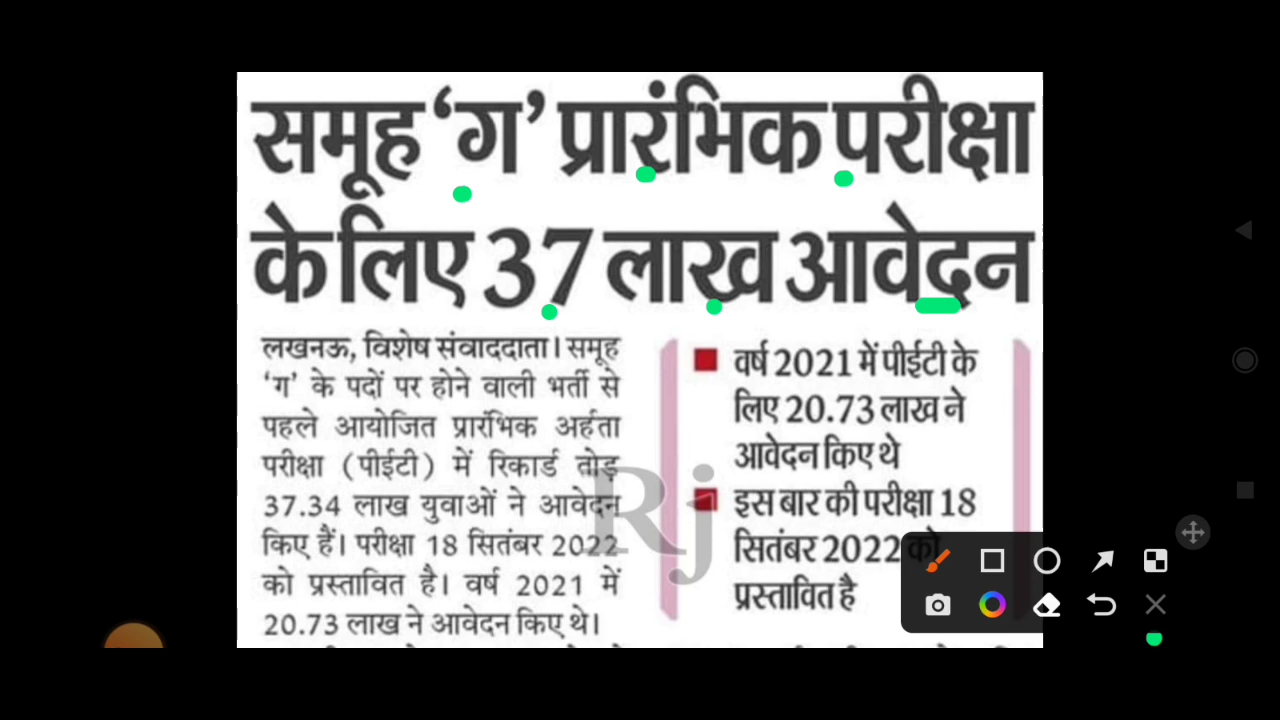 समूह ‘ग’ प्रारंभिक परीक्षा
के लिए 37 लाख आवेदन
लखनऊ, विशेष संवाददाता। समूह
‘ग’ के पदों पर होने वाली भर्ती से
पहले आयोजित प्रारंभिक अर्हता
परीक्षा (पीईटी) में रिकार्ड तोड़
37.34 लाख युवाओं ने आवेदन
किए हैं। परीक्षा 18 सितंबर 2022
को प्रस्तावित है। वर्ष 2021 में
20.73 लाख ने आवेदन किए थे।
वर्ष 2021 में पीईटी के
लिए 20.73 लाख ने
आवेदन किए थे
इस बार की परीक्षा 18
सितंबर 2022 को
प्रस्तावित है
Rj